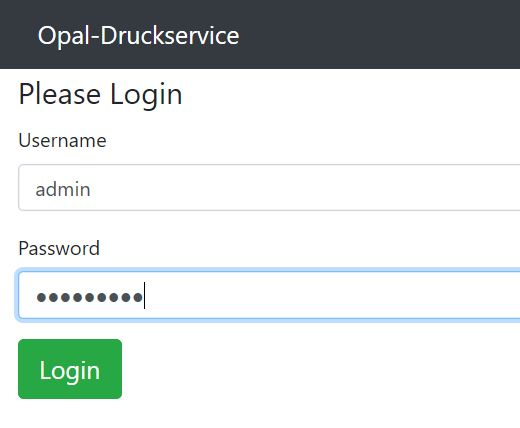 Opal-Druckservice
Please Login
Username
admin
Password
●●●●●●●●●
Login